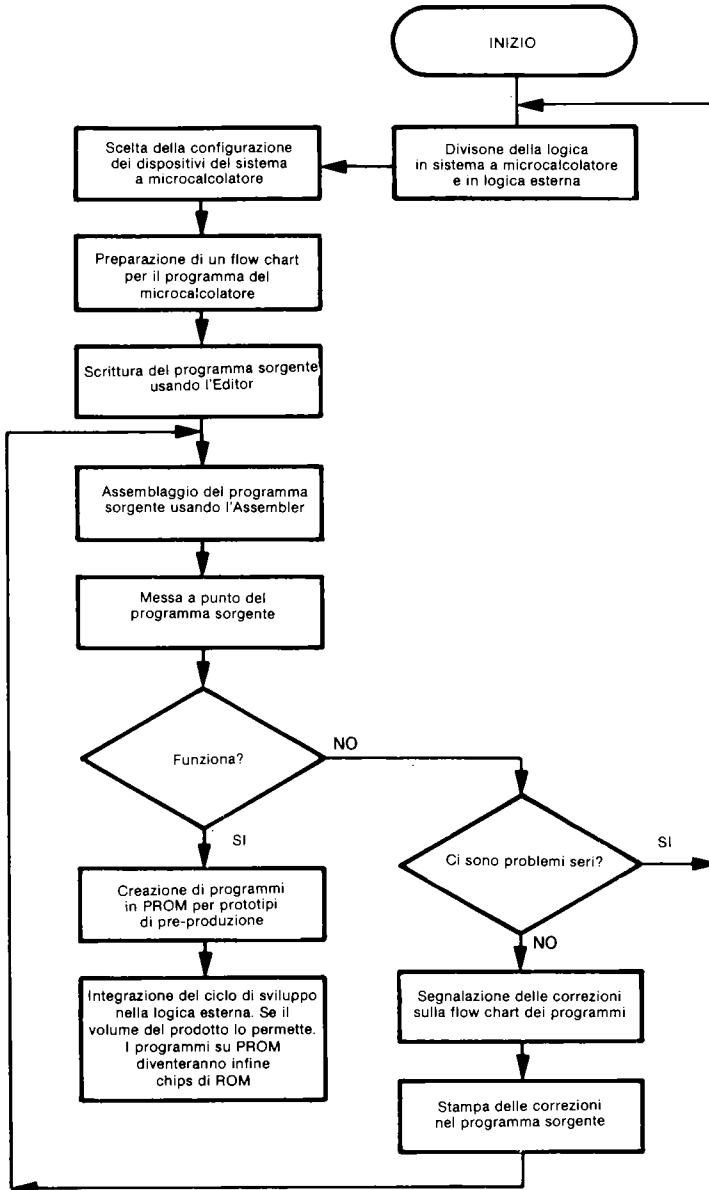 INIZIO
Divisone della logica
in sistema a microcalcolatore
e in logica esterna
Scelta della configurazione
dei dispositivi del sistema
a microcalcolatore
Preparazione di un flow chart
per il programma del
microcalcolatore
Scrittura del programma sorgente
usando l'Editor
Assemblaggio del programma
sorgente usando l'Assembler
Messa a punto del
programma sorgente
Funziona?
NO
SI
Ci sono problemi seri?
SI
NO
Creazione di programmi
in PROM per prototipi
di pre-produzione
Integrazione del ciclo di sviluppo
nella logica esterna. Se il
volume del prodotto lo permette.
I programmi su PROM
diventeranno infine
chips di ROM
Segnalazione delle correzioni
sulla flow chart dei programmi
Stampa delle correzioni
nel programma sorgente